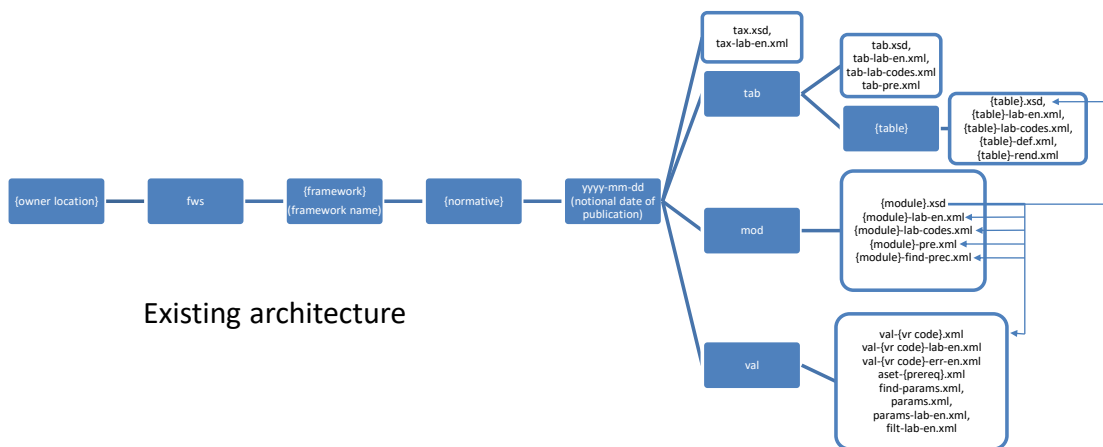 tax.xsd,
tax-lab-en.xml
tab
tab.xsd,
tab-lab-en.xml,
tab-lab-codes.xml
tab-pre.xml
{table}
{table}.xsd,
{table}-lab-en.xml,
{table}-lab-codes.xml,
{table}-def.xml,
{table}-rend.xml
{owner location}
fws
{framework}
(framework name)
{normative}
yyyy-mm-dd
(notional date of
publication)
mod
{module}.xsd
{module}-lab-en.xml
{module}-lab-codes.xml
{module}-pre.xml
{module}-find-prec.xml
Existing architecture
val
val-{vr code}.xml
val-{vr code}-lab-en.xml
val-{vr code}-err-en.xml
aset-{prereq}.xml
find-params.xml,
params.xml,
params-lab-en.xml,
filt-lab-en.xml